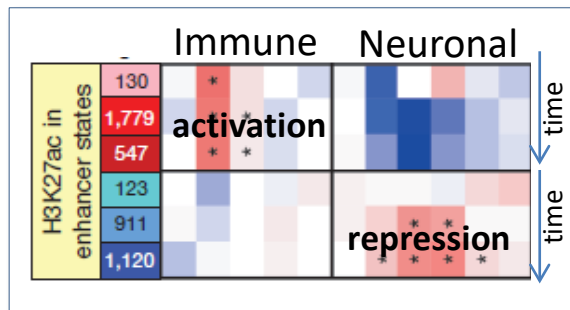 Immune Neuronal
H3K27ac in
enhancer states
130 *
1,779 *
547 * *
activation
123
911 * *
1,120 * * * *
repression
time
time